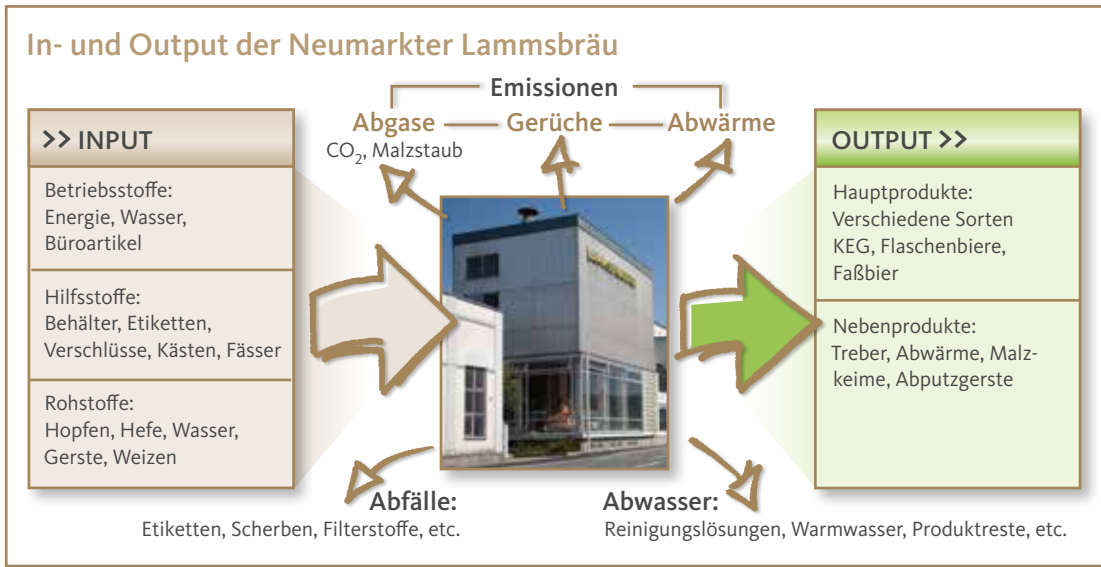 In- und Output der Neumarkter Lammsbräu
Emissionen
Abgase
Gerüche
Abwärme
CO₂, Malzstaub
>> INPUT
Betriebsstoffe:
Energie, Wasser,
Büroartikel
Hilfsstoffe:
Behälter, Etiketten,
Verschlüsse, Kästen, Fässer
Rohstoffe:
Hopfen, Hefe, Wasser,
Gerste, Weizen
OUTPUT >>
Hauptprodukte:
Verschiedene Sorten
KEG, Flaschenbiere,
Faßbier
Nebenprodukte:
Treber, Abwärme, Malz-
keime, Abputzgerste
Abfälle:
Etiketten, Scherben, Filterstoffe, etc.
Abwasser:
Reinigungslösungen, Warmwasser, Produktreste, etc.